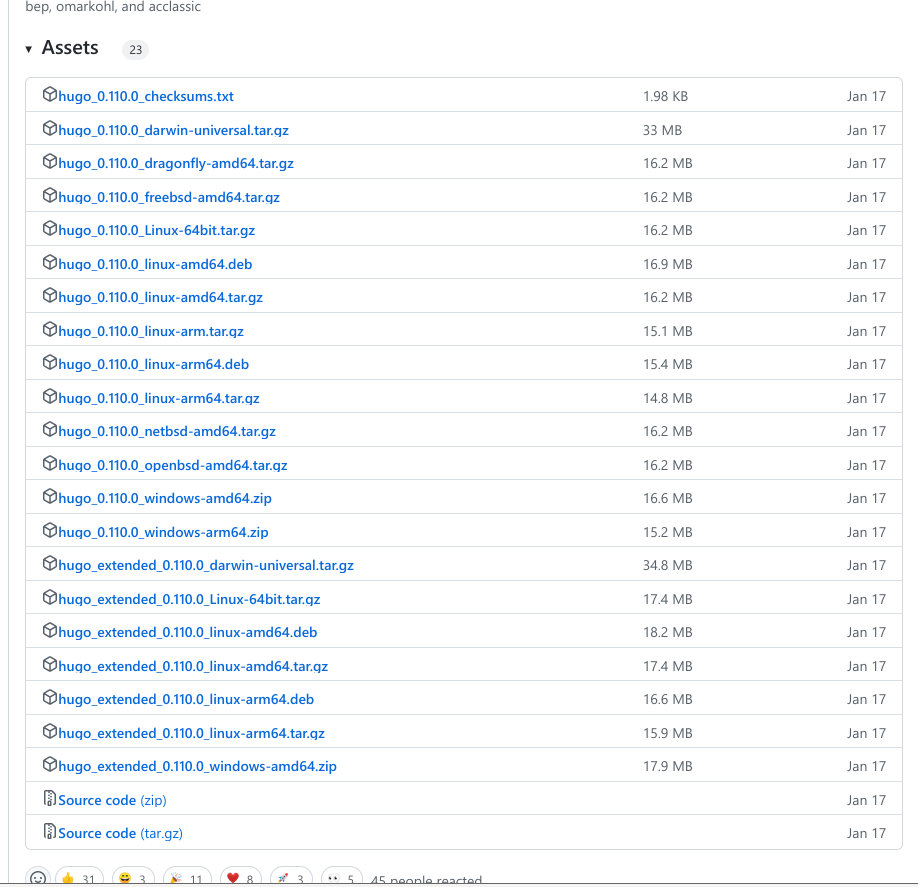 bep, omarkohl, and acclassic
Assets 23
hugo_0.110.0_checksums.txt 1.98 KB Jan 17
hugo_0.110.0_darwin-universal.tar.gz 33 MB Jan 17
hugo_0.110.0_dragonfly-amd64.tar.gz 16.2 MB Jan 17
hugo_0.110.0_freebsd-amd64.tar.gz 16.2 MB Jan 17
hugo_0.110.0_Linux-64bit.tar.gz 16.2 MB Jan 17
hugo_0.110.0_linux-amd64.deb 16.9 MB Jan 17
hugo_0.110.0_linux-amd64.tar.gz 16.2 MB Jan 17
hugo_0.110.0_linux-arm.tar.gz 15.1 MB Jan 17
hugo_0.110.0_linux-arm64.deb 15.4 MB Jan 17
hugo_0.110.0_linux-arm64.tar.gz 14.8 MB Jan 17
hugo_0.110.0_netbsd-amd64.tar.gz 16.2 MB Jan 17
hugo_0.110.0_openbsd-amd64.tar.gz 16.2 MB Jan 17
hugo_0.110.0_windows-amd64.zip 16.6 MB Jan 17
hugo_0.110.0_windows-arm64.zip 15.2 MB Jan 17
hugo_extended_0.110.0_darwin-universal.tar.gz 34.8 MB Jan 17
hugo_extended_0.110.0_Linux-64bit.tar.gz 17.4 MB Jan 17
hugo_extended_0.110.0_linux-amd64.deb 18.2 MB Jan 17
hugo_extended_0.110.0_linux-amd64.tar.gz 17.4 MB Jan 17
hugo_extended_0.110.0_linux-arm64.deb 16.6 MB Jan 17
hugo_extended_0.110.0_linux-arm64.tar.gz 15.9 MB Jan 17
hugo_extended_0.110.0_windows-amd64.zip 17.9 MB Jan 17
Source code (zip) Jan 17
Source code (tar.gz) Jan 17
👍 31 😄 3 🎉 11 ❤️ 8 🚀 3 👀 5 45 people reacted